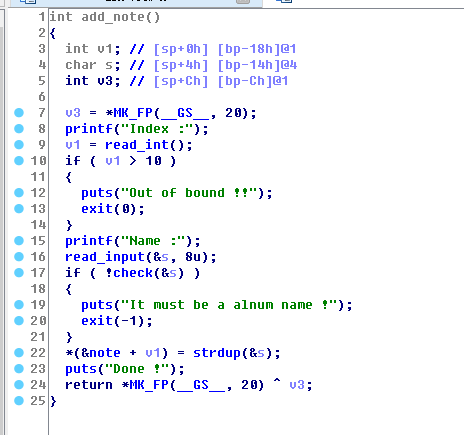 1 int add_note()
2 {
3 int v1; // [sp+0h] [bp-18h]@1
4 char s; // [sp+4h] [bp-14h]@4
5 int v3; // [sp+Ch] [bp-Ch]@1
6
7 v3 = *MK_FP(__GS__, 20);
8 printf("Index :");
9 v1 = read_int();
10 if ( v1 > 10 )
11 {
12 puts("Out of bound !!");
13 exit(0);
14 }
15 printf("Name :");
16 read_input(&s, 8u);
17 if ( !check(&s) )
18 {
19 puts("It must be a alnum name !");
20 exit(-1);
21 }
22 *(&note + v1) = strdup(&s);
23 puts("Done !");
24 return *MK_FP(__GS__, 20) ^ v3;
25 }